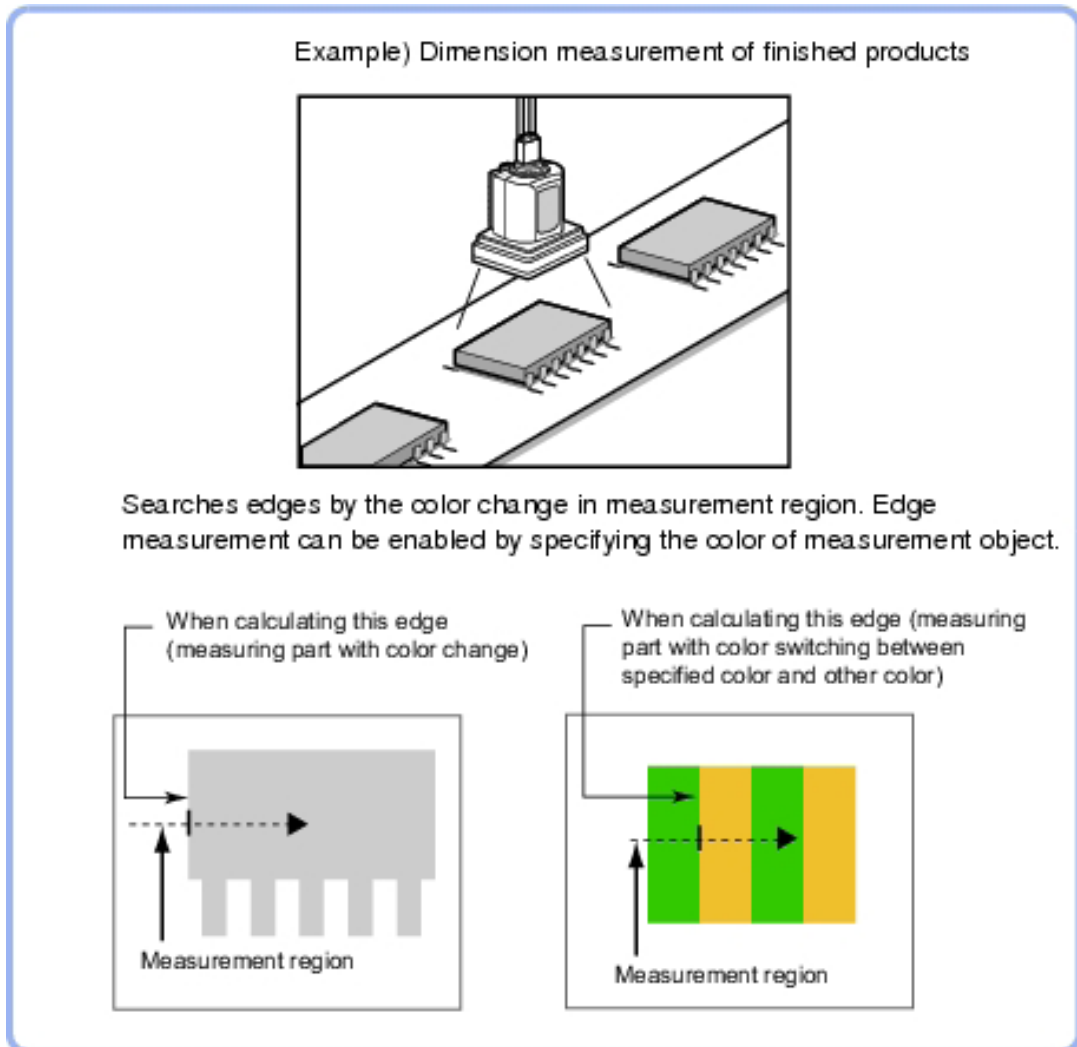 Example) Dimension measurement of finished products
Searches edges by the color change in measurement region. Edge
measurement can be enabled by specifying the color of measurement object.
When calculating this edge
(measuring part with color change)
Measurement region
When calculating this edge (measuring
part with color switching between
specified color and other color)
Measurement region